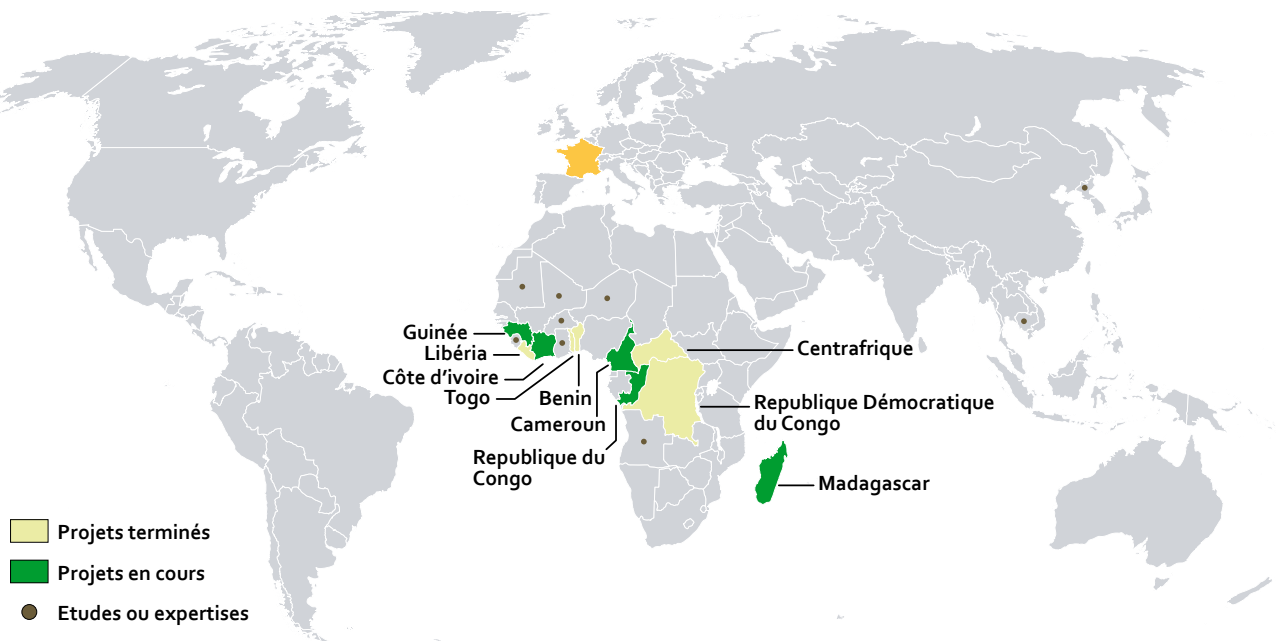 Guinée
Libéria
Côte d'ivoire
Togo
Benin
Cameroun
Republique du
Congo
Centrafrique
Republique Démocratique
du Congo
Madagascar
Projets terminés
Projets en cours
Etudes ou expertises